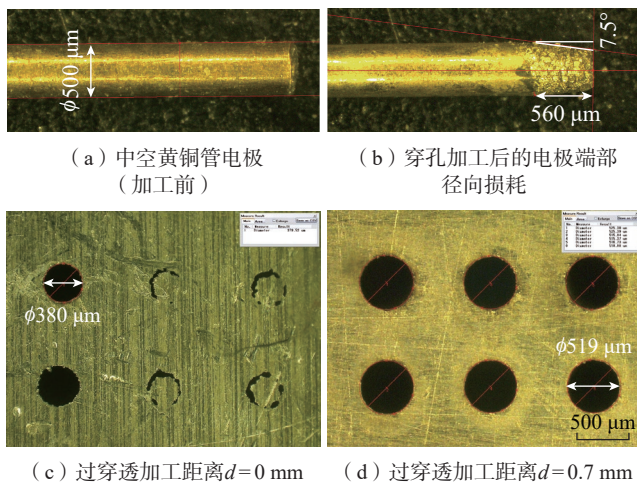 ϕ500 μm
7.5°
560 μm
（a）中空黄铜管电极
（加工前）
（b）穿孔加工后的电极端部
径向损耗
ϕ380 μm
ϕ519 μm
500 μm
（c）过穿透加工距离d=0 mm
（d）过穿透加工距离d=0.7 mm